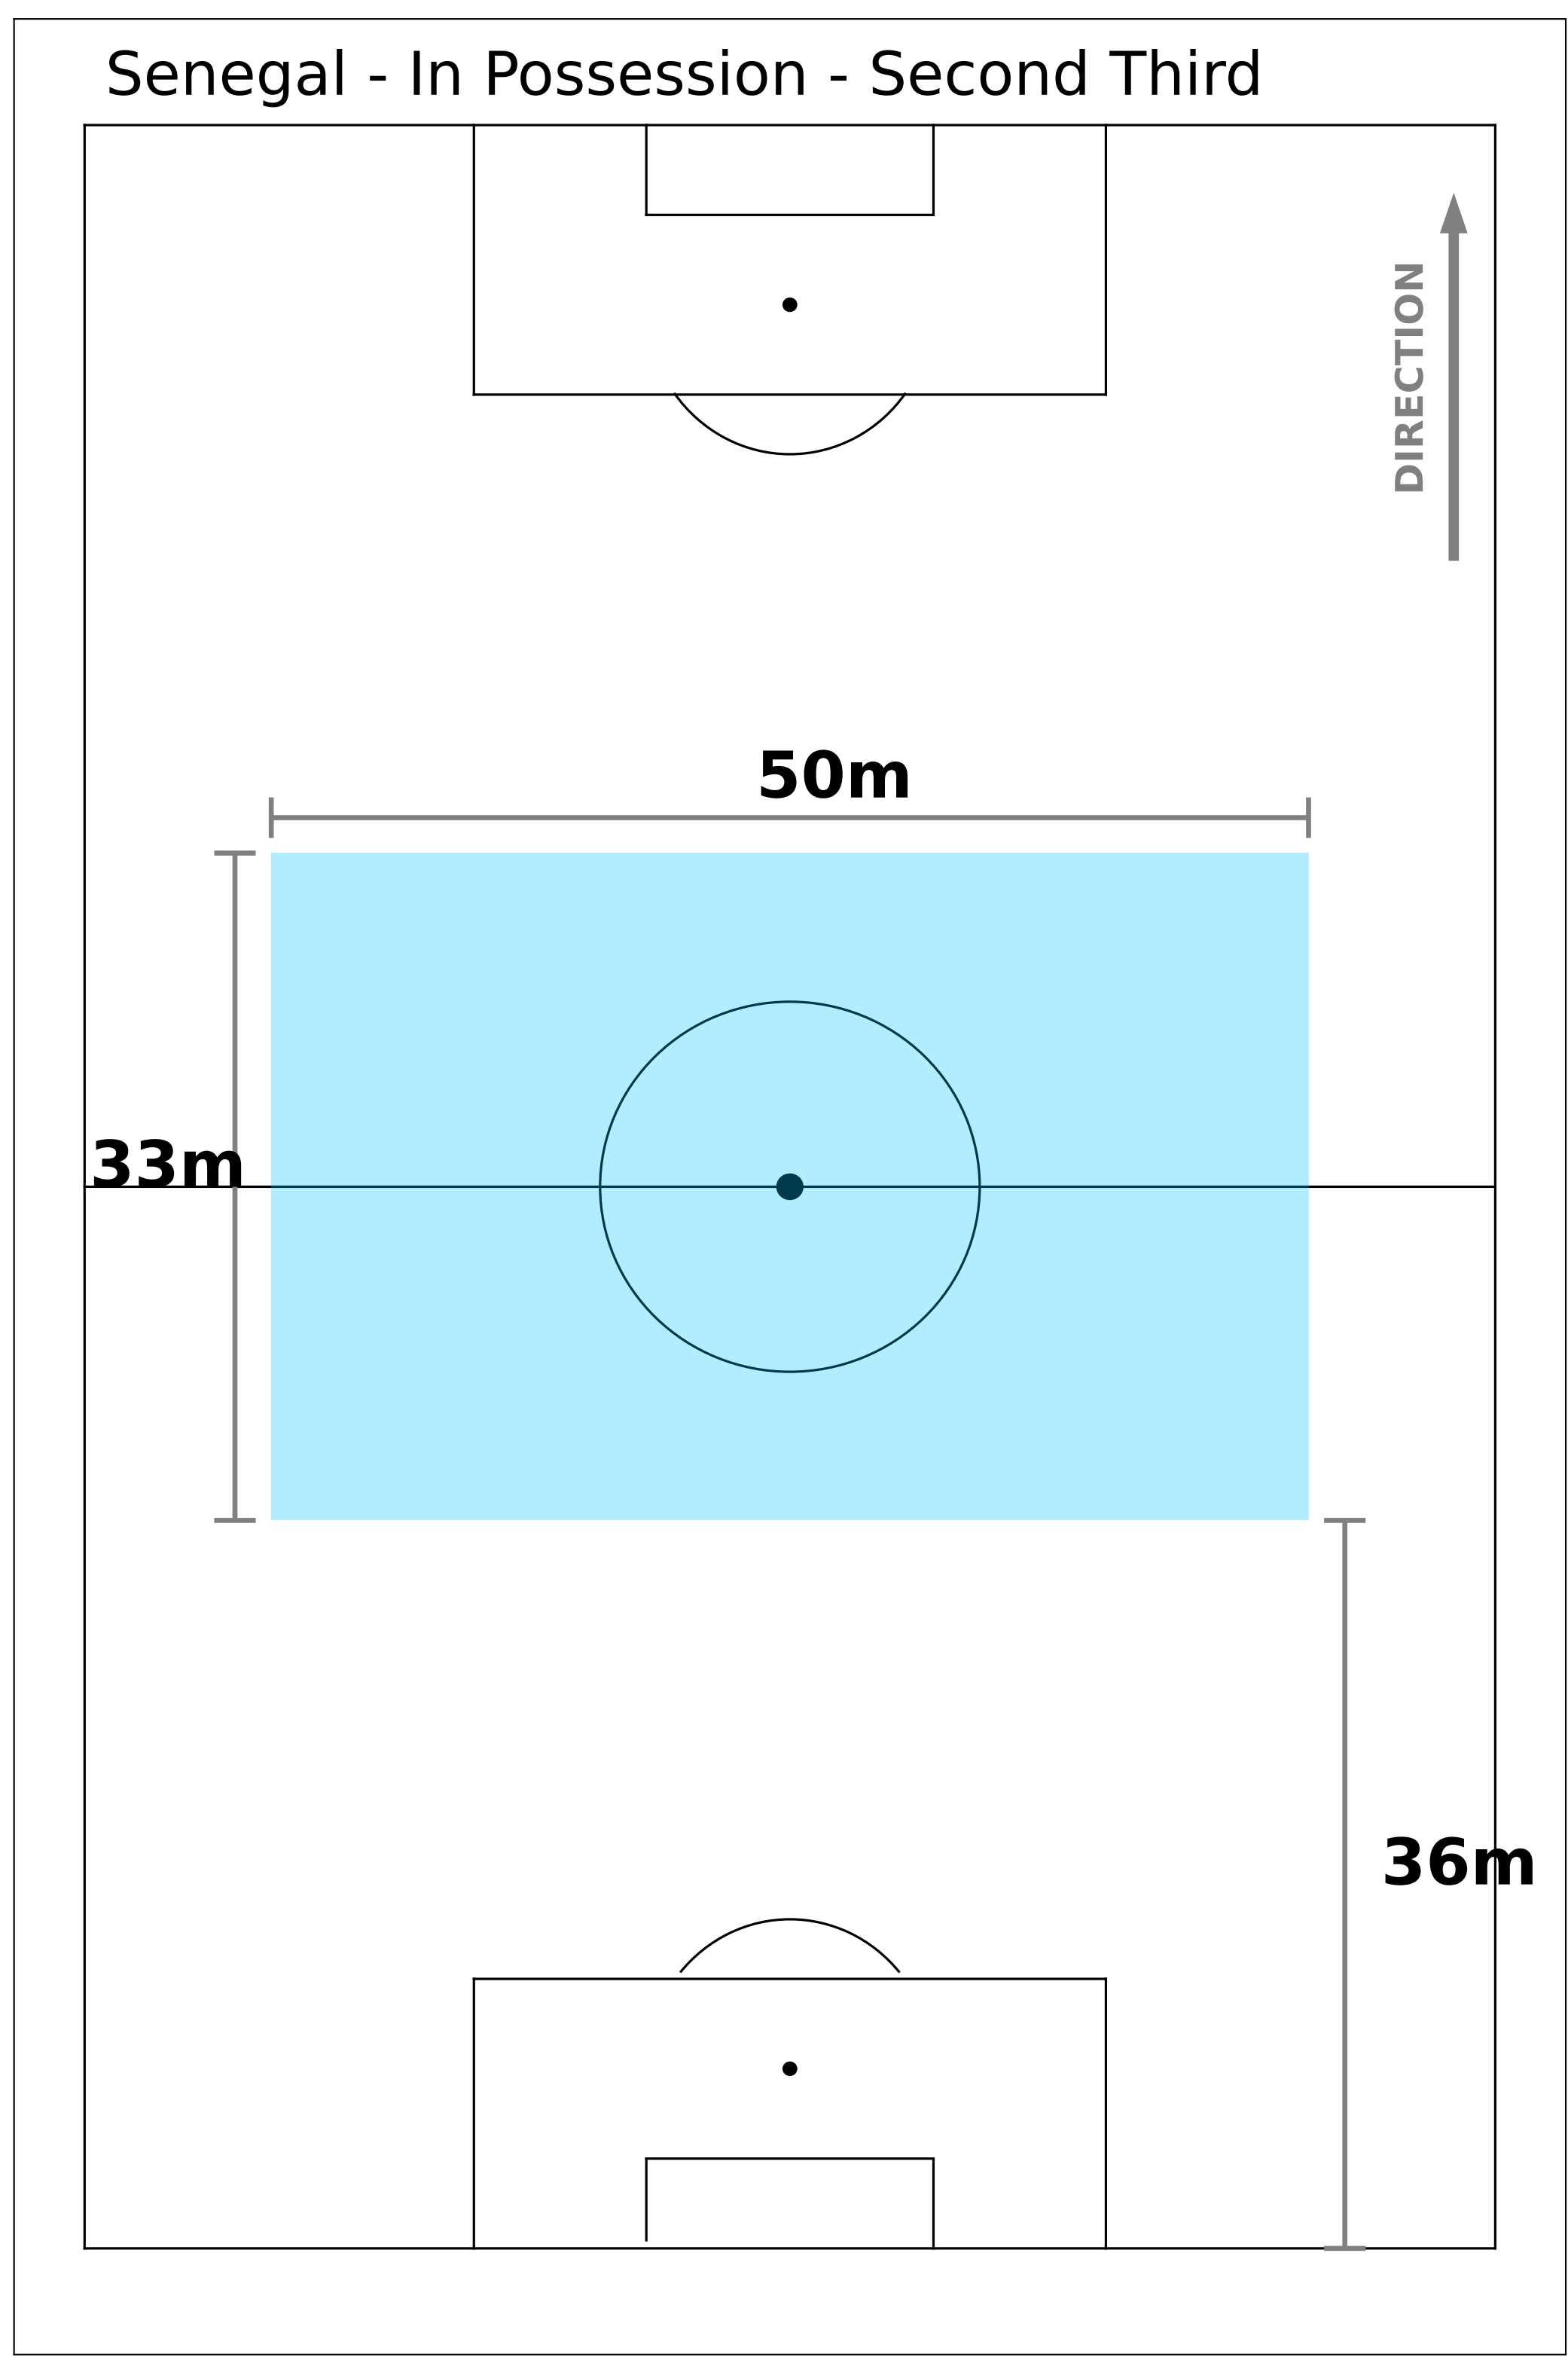 Senegal - In Possession - Second Third
DIRECTION
50m
33m
36m